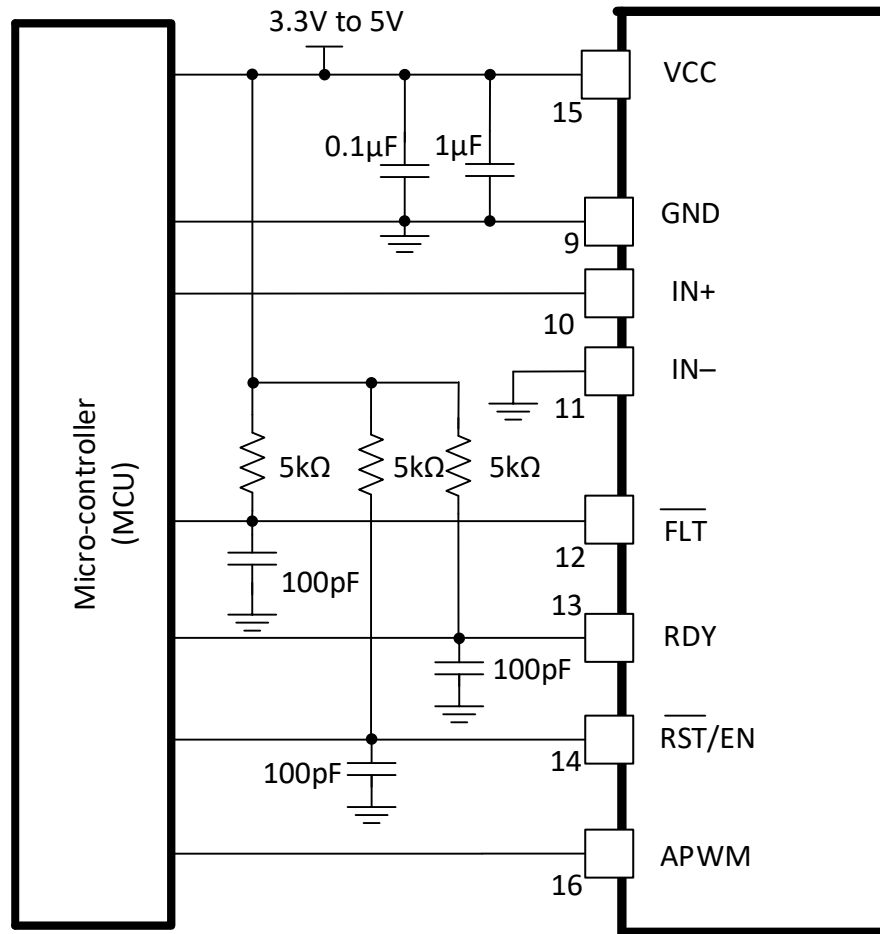 3.3V to 5V
VCC
15
0.1µF
1µF
GND
9
IN+
10
IN–
11
Micro-controller
(MCU)
5kΩ
5kΩ
5kΩ
FLT
12
100pF
13
RDY
100pF
RST/EN
14
100pF
APWM
16